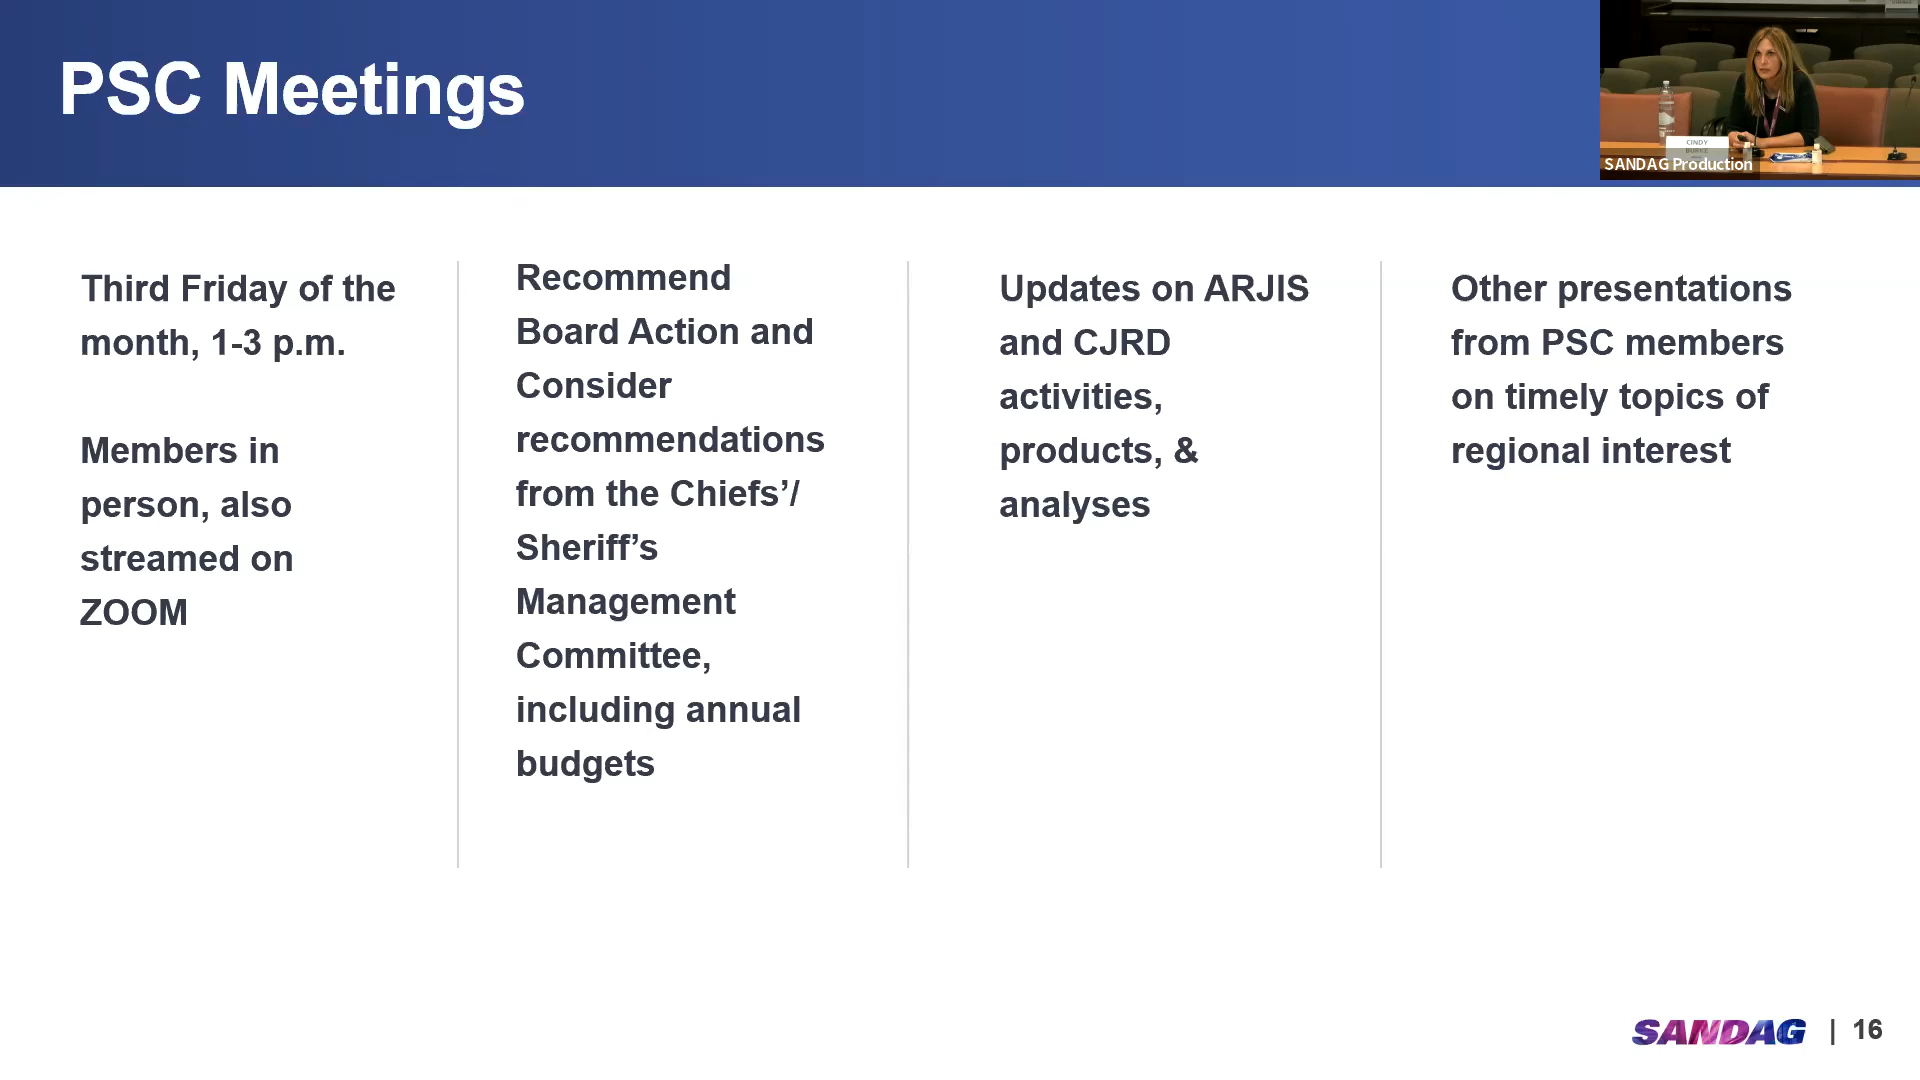 PSC Meetings
CINDY
BURKE
SANDAG Production
Third Friday of the
month, 1-3 p.m.
Members in
person, also
streamed on
ZOOM
Recommend
Board Action and
Consider
recommendations
from the Chiefs’/
Sheriff’s
Management
Committee,
including annual
budgets
Updates on ARJIS
and CJRD
activities,
products, &
analyses
Other presentations
from PSC members
on timely topics of
regional interest
SANDAG | 16